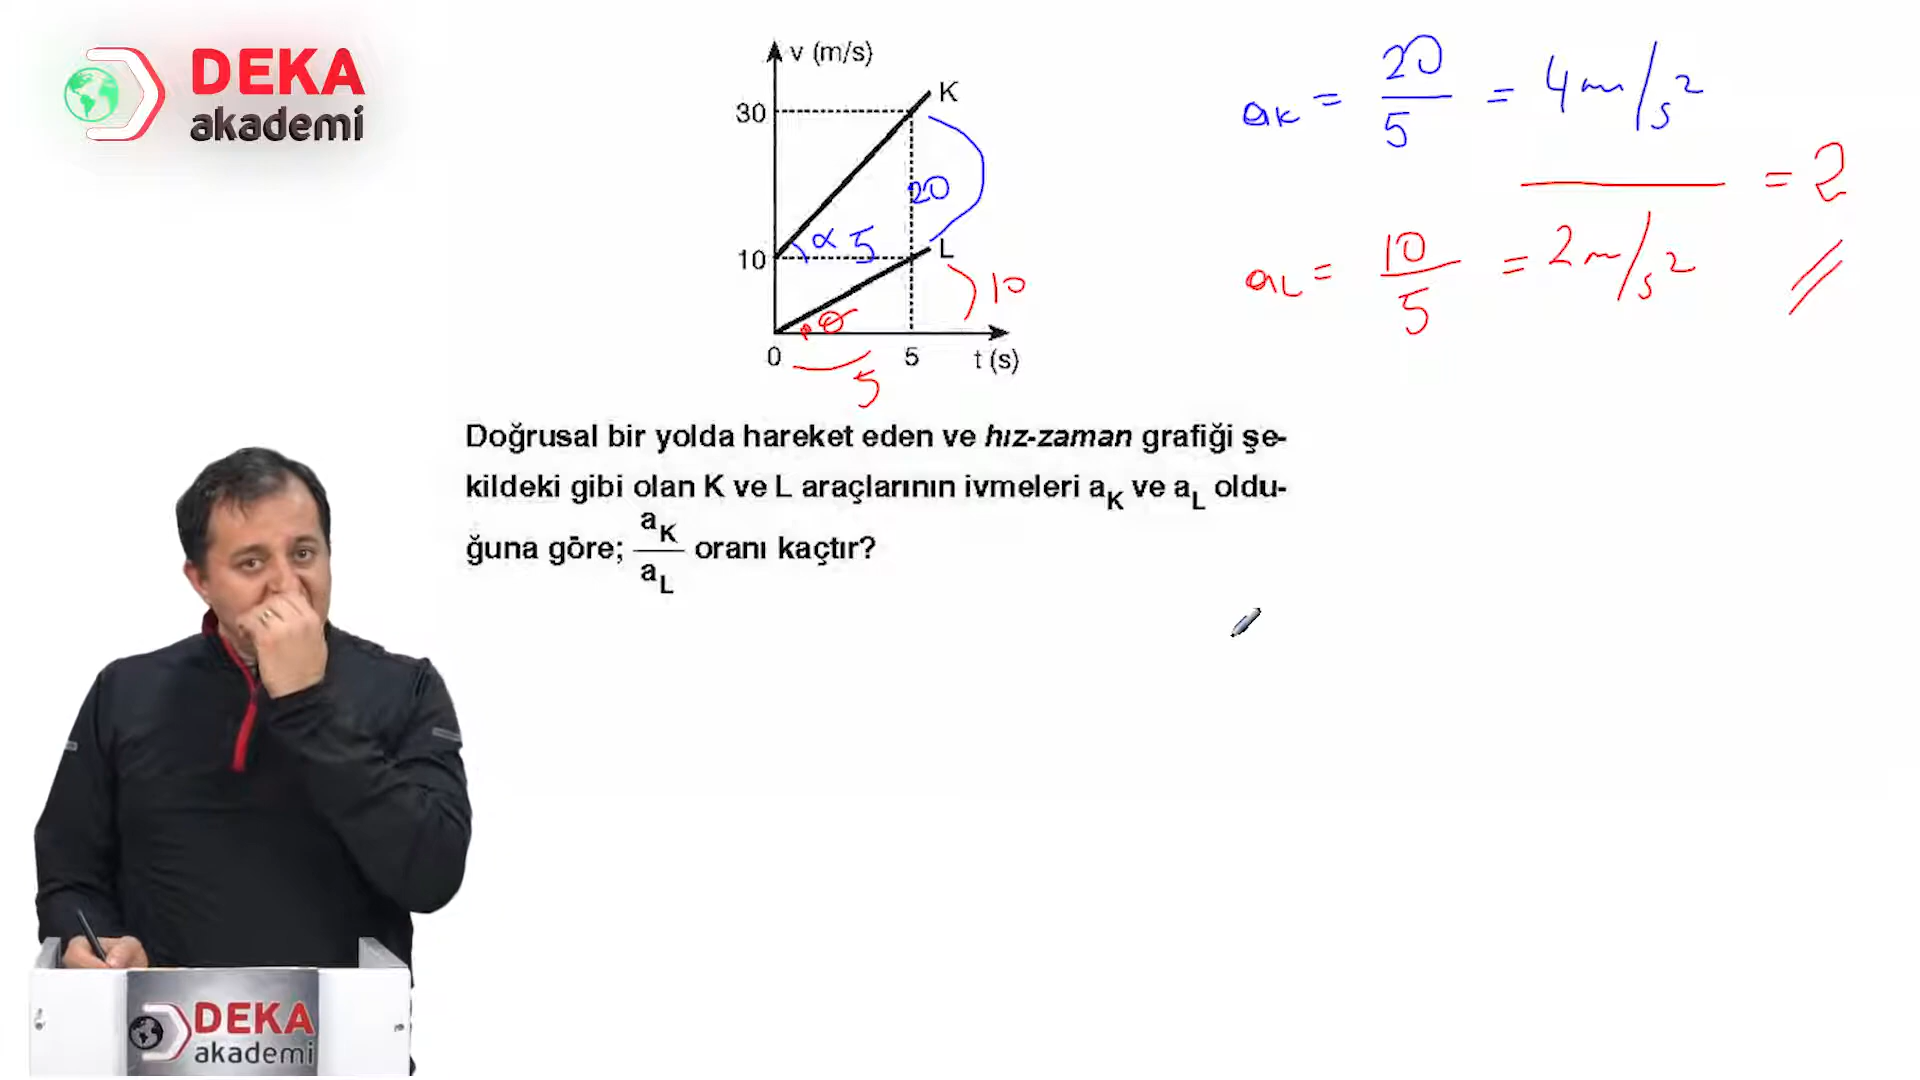 DEKA
akademi
v (m/s)
30
K
20
10
α 5
L
10
θ
0
5
t (s)
5
aK = 20/5 = 4 m/s²
= 2
aL = 10/5 = 2 m/s²
Doğrusal bir yolda hareket eden ve hız-zaman grafiği şe-
kildeki gibi olan K ve L araçlarının ivmeleri aK ve aL oldu-
ğuna göre; aK/aL oranı kaçtır?
DEKA
akademi